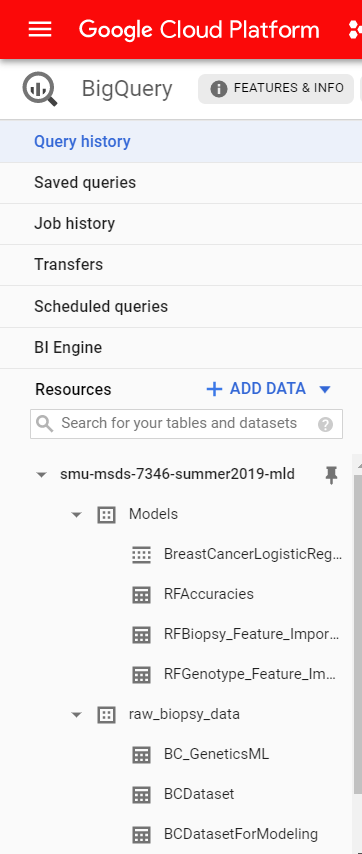 Google Cloud Platform
BigQuery
FEATURES & INFO
Query history
Saved queries
Job history
Transfers
Scheduled queries
BI Engine
Resources
ADD DATA
Search for your tables and datasets
smu-msds-7346-summer2019-mld
Models
BreastCancerLogisticReg...
RFAccuracies
RFBiopsy_Feature_Impor...
RFGenotype_Feature_Im...
raw_biopsy_data
BC_GeneticsML
BCDataset
BCDatasetForModeling